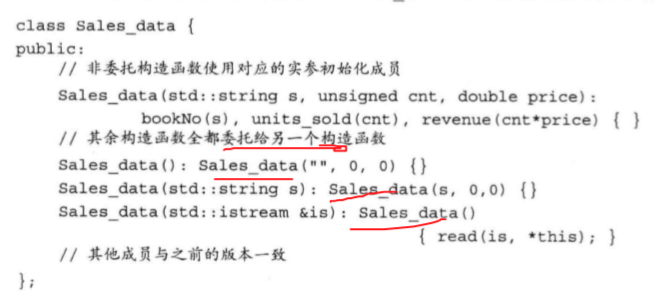 class Sales_data {
public:
// 非委托构造函数使用对应的实参初始化成员
Sales_data(std::string s, unsigned cnt, double price):
bookNo(s), units_sold(cnt), revenue(cnt*price) { }
// 其余构造函数全都委托给另一个构造函数
Sales_data(): Sales_data("", 0, 0) {}
Sales_data(std::string s): Sales_data(s, 0,0) {}
Sales_data(std::istream &is): Sales_data()
{ read(is, *this); }
// 其他成员与之前的版本一致
};